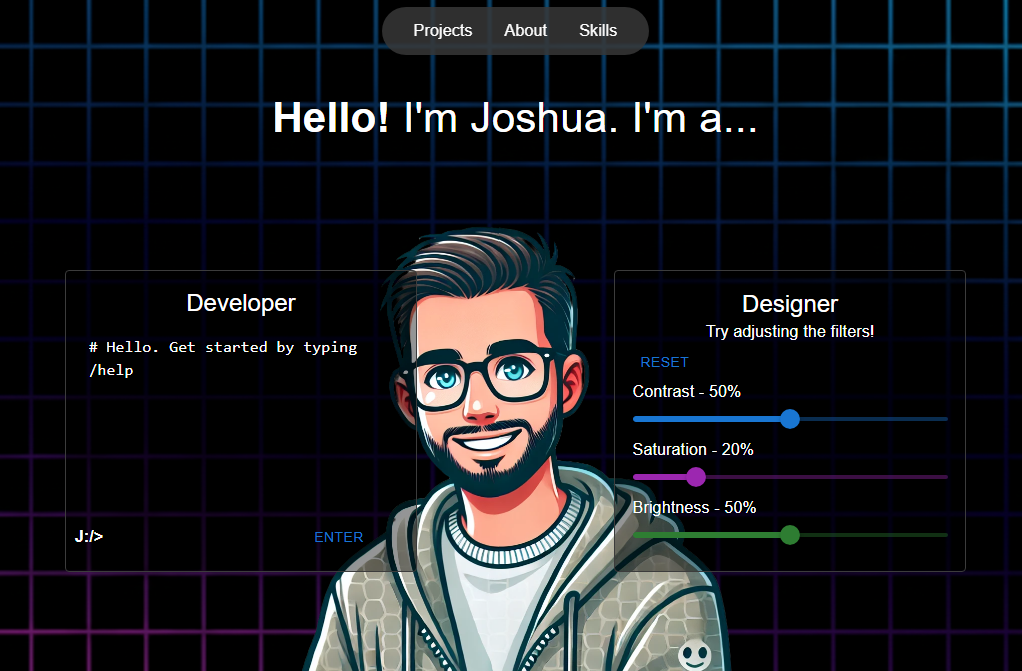 Projects About Skills
Hello! I'm Joshua. I'm a...
Developer
# Hello. Get started by typing
/help
J:/>
ENTER
Designer
Try adjusting the filters!
RESET
Contrast - 50%
Saturation - 20%
Brightness - 50%